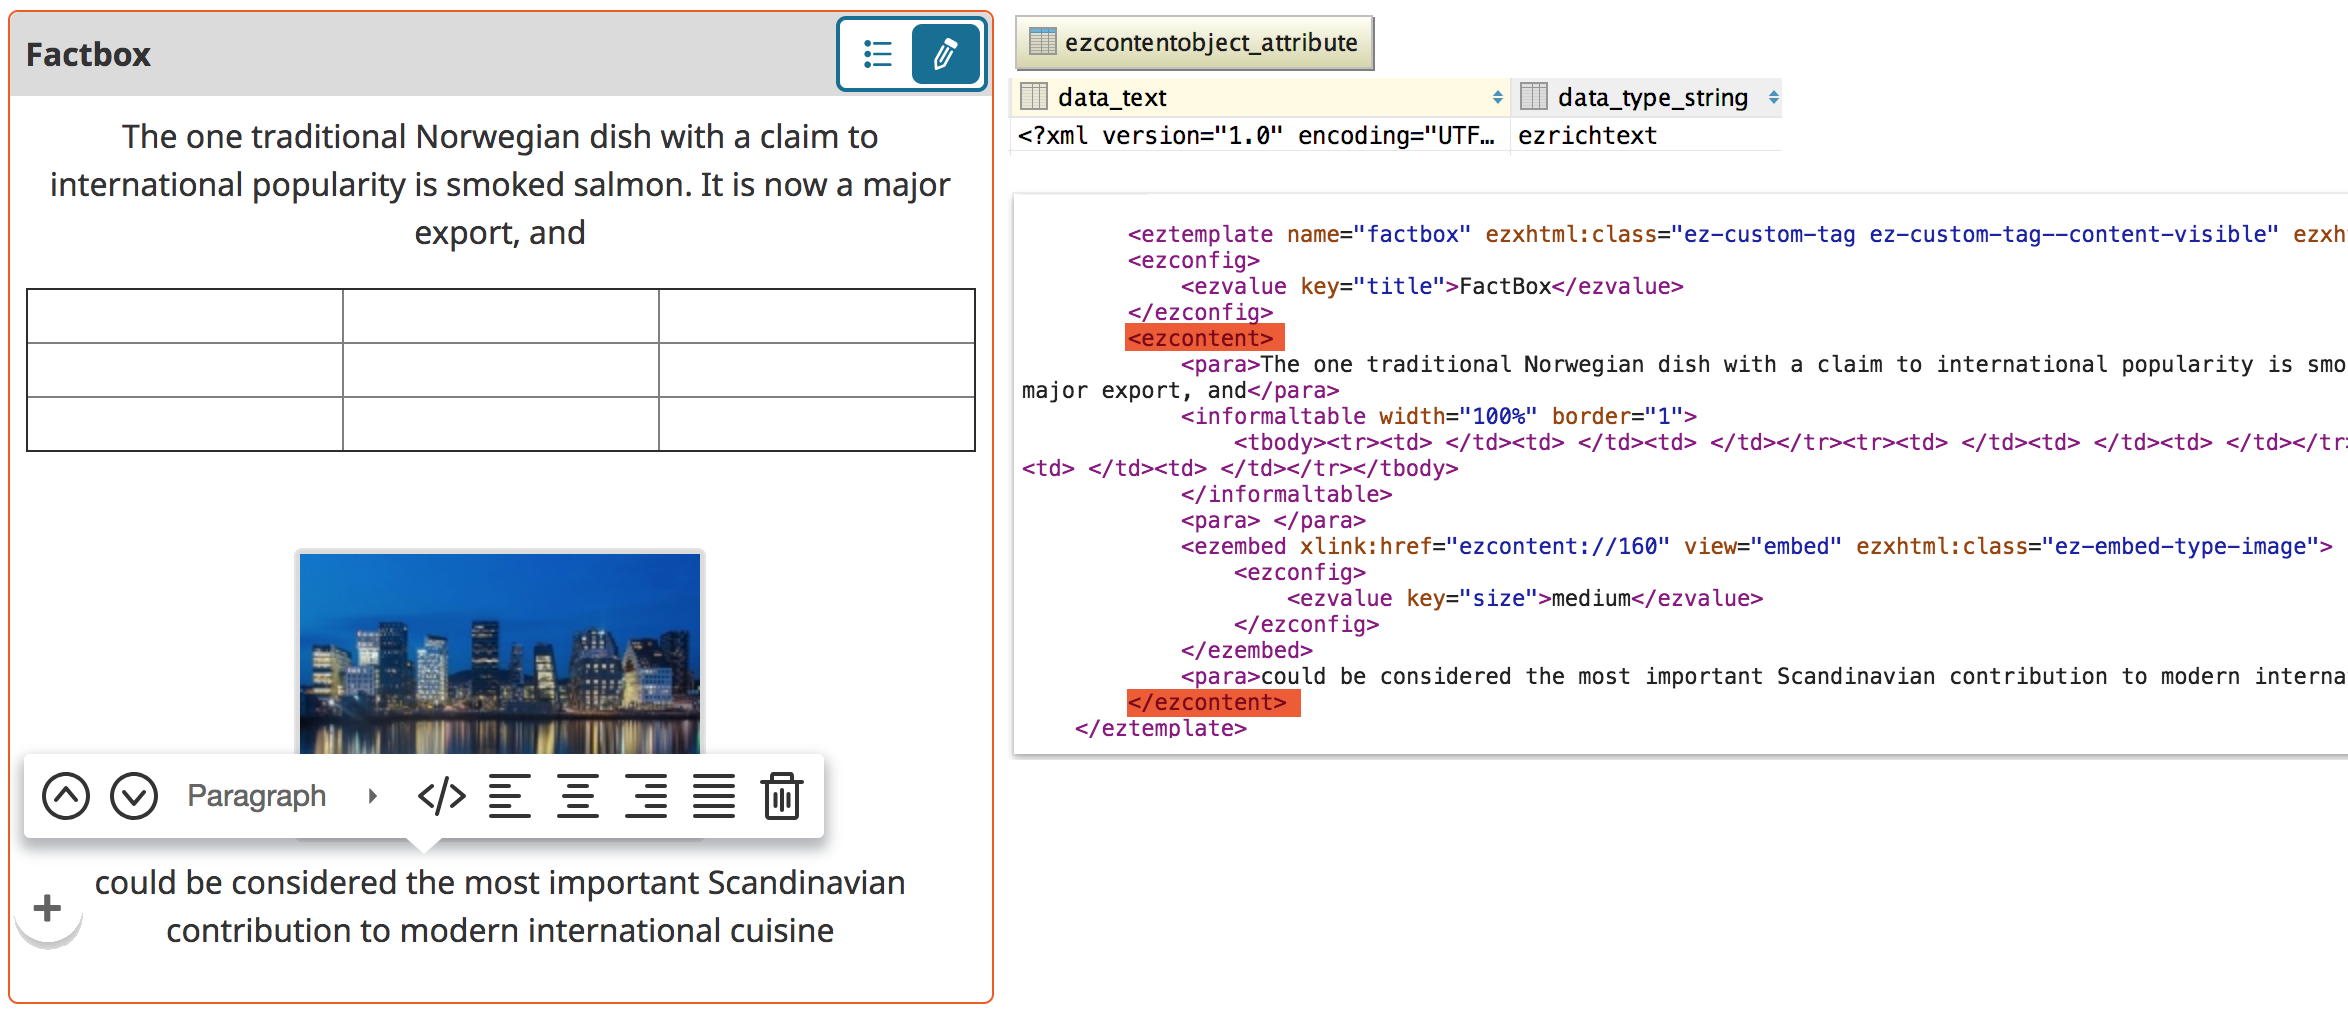 Factbox
The one traditional Norwegian dish with a claim to
international popularity is smoked salmon. It is now a major
export, and
Paragraph
could be considered the most important Scandinavian
contribution to modern international cuisine
ezcontentobject_attribute
data_text data_type_string
<?xml version="1.0" encoding="UTF… ezrichtext
<eztemplate name="factbox" ezxhtml:class="ez-custom-tag ez-custom-tag--content-visible" ezxh
<ezconfig>
<ezvalue key="title">FactBox</ezvalue>
</ezconfig>
<ezcontent>
<para>The one traditional Norwegian dish with a claim to international popularity is smo
major export, and</para>
<informaltable width="100%" border="1">
<tbody><tr><td> </td><td> </td><td> </td></tr><tr><td> </td><td> </td><td> </td></tr>
<td> </td><td> </td></tr></tbody>
</informaltable>
<para> </para>
<ezembed xlink:href="ezcontent://160" view="embed" ezxhtml:class="ez-embed-type-image">
<ezconfig>
<ezvalue key="size">medium</ezvalue>
</ezconfig>
</ezembed>
<para>could be considered the most important Scandinavian contribution to modern interna
</ezcontent>
</eztemplate>